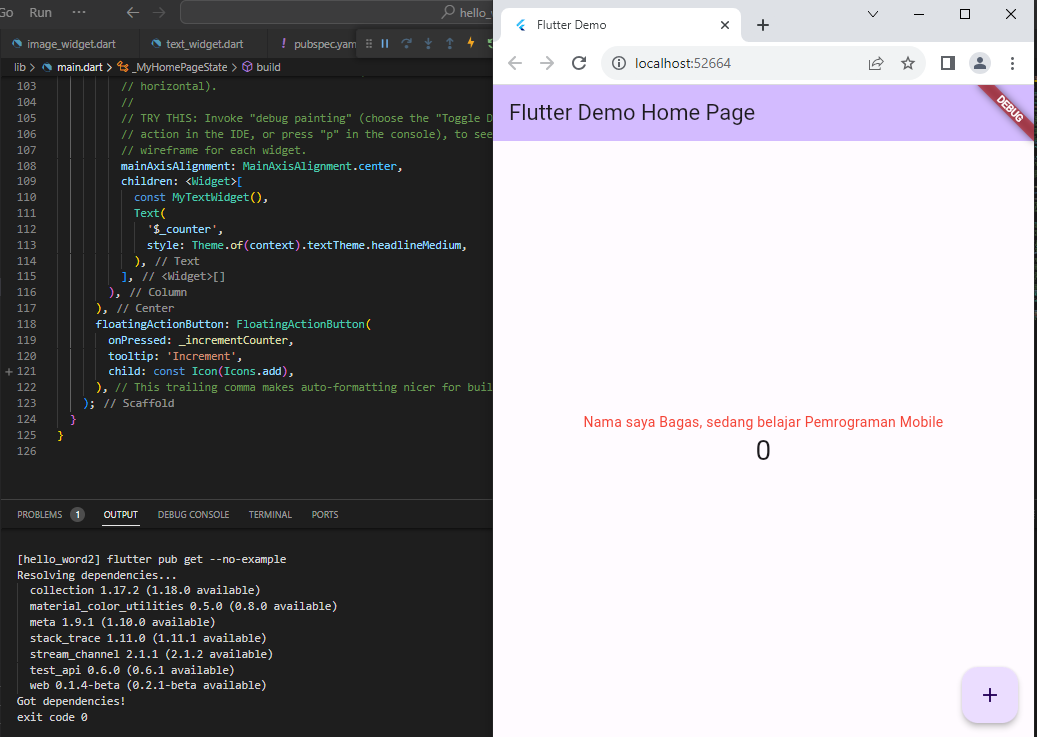 Go Run ··· hello_
image_widget.dart text_widget.dart ! pubspec.yam
lib > main.dart > _MyHomePageState > build
103 // horizontal).
104 //
105 // TRY THIS: Invoke "debug painting" (choose the "Toggle D
106 // action in the IDE, or press "p" in the console), to see
107 // wireframe for each widget.
108 mainAxisAlignment: MainAxisAlignment.center,
109 children: <Widget>[
110 const MyTextWidget(),
111 Text(
112 '$_counter',
113 style: Theme.of(context).textTheme.headlineMedium,
114 ), // Text
115 ], // <Widget>[]
116 ), // Column
117 ), // Center
118 floatingActionButton: FloatingActionButton(
119 onPressed: _incrementCounter,
120 tooltip: 'Increment',
121 child: const Icon(Icons.add),
122 ), // This trailing comma makes auto-formatting nicer for buil
123 ); // Scaffold
124 }
125 }
126
PROBLEMS 1 OUTPUT DEBUG CONSOLE TERMINAL PORTS
[hello_word2] flutter pub get --no-example
Resolving dependencies...
collection 1.17.2 (1.18.0 available)
material_color_utilities 0.5.0 (0.8.0 available)
meta 1.9.1 (1.10.0 available)
stack_trace 1.11.0 (1.11.1 available)
stream_channel 2.1.1 (2.1.2 available)
test_api 0.6.0 (0.6.1 available)
web 0.1.4-beta (0.2.1-beta available)
Got dependencies!
exit code 0
Flutter Demo
localhost:52664
Flutter Demo Home Page
DEBUG
Nama saya Bagas, sedang belajar Pemrograman Mobile
0
+